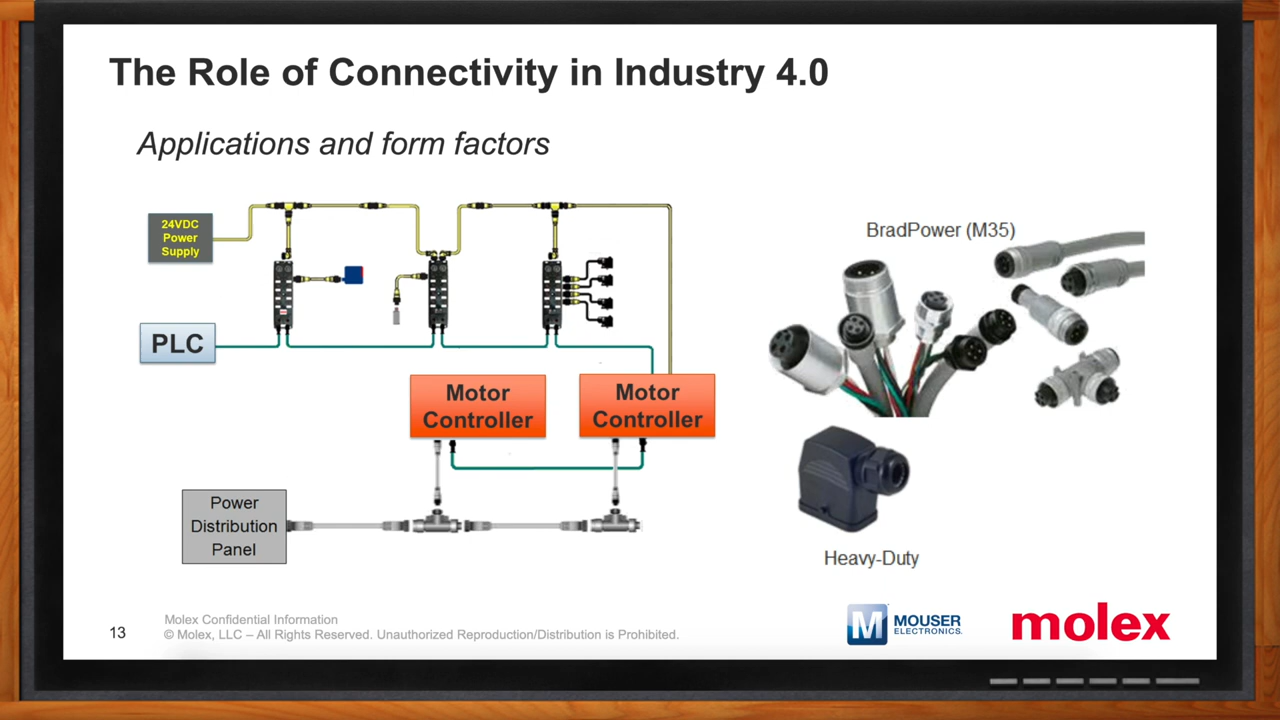 The Role of Connectivity in Industry 4.0
Applications and form factors
24VDC
Power
Supply
PLC
Motor
Controller
Motor
Controller
Power
Distribution
Panel
BradPower (M35)
Heavy-Duty
13
Molex Confidential Information
© Molex, LLC – All Rights Reserved. Unauthorized Reproduction/Distribution is Prohibited.
M
MOUSER
ELECTRONICS.
molex